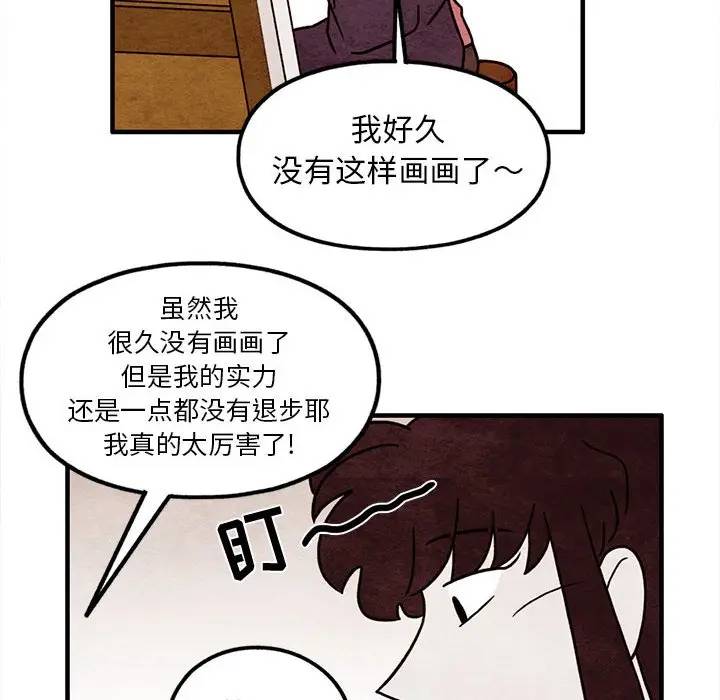 我好久
没有这样画画了～
虽然我
很久没有画画了
但是我的实力
还是一点都没有退步耶
我真的太厉害了!
盯